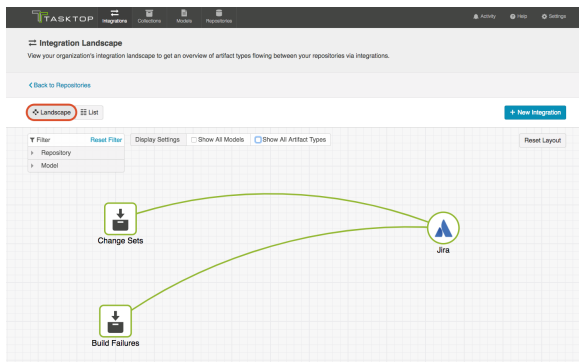 TASKTOP
Integrations
Collections
Models
Repositories
Activity
Help
Settings
Integration Landscape
View your organization's integration landscape to get an overview of artifact types flowing between your repositories via integrations.
Back to Repositories
Landscape
List
+ New Integration
Filter
Reset Filter
Display Settings
Show All Models
Show All Artifact Types
Reset Layout
Repository
Model
Change Sets
Jira
Build Failures